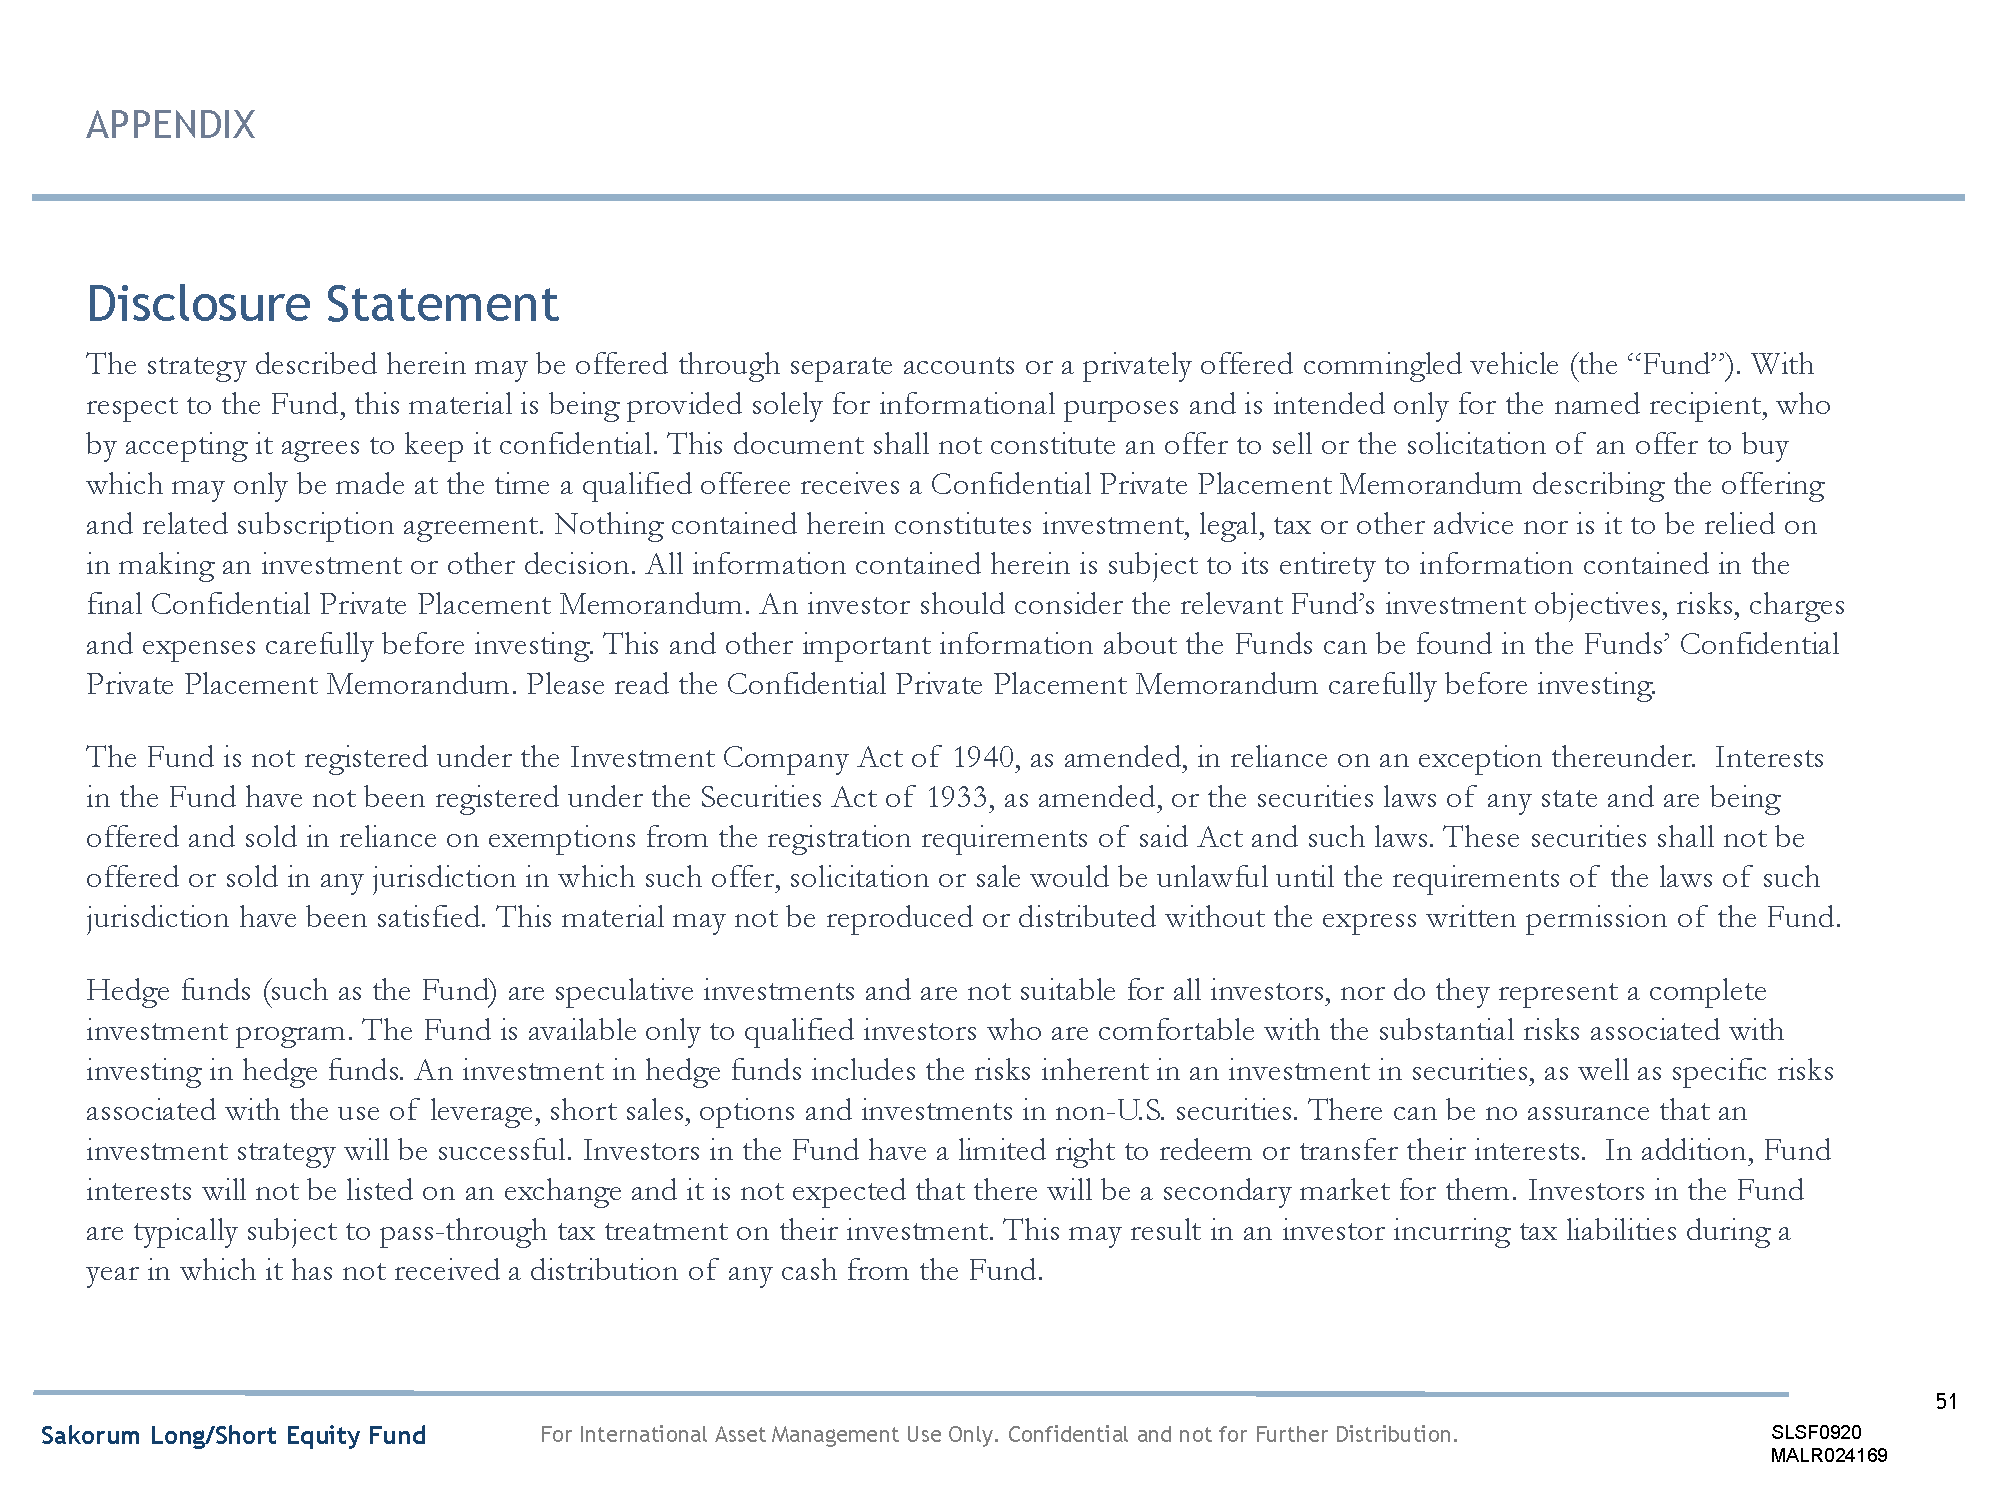 APPENDIX
Disclosure Statement
The strategy described herein may be offered through separate accounts or a privately offered commingled vehicle (the “Fund”). With
respect to the Fund, this material is being provided solely for informational purposes and is intended only for the named recipient, who
by accepting it agrees to keep it confidential. This document shall not constitute an offer to sell or the solicitation of an offer to buy
which may only be made at the time a qualified offeree receives a Confidential Private Placement Memorandum describing the offering
and related subscription agreement. Nothing contained herein constitutes investment, legal, tax or other advice nor is it to be relied on
in making an investment or other decision. All information contained herein is subject to its entirety to information contained in the
final Confidential Private Placement Memorandum. An investor should consider the relevant Fund’s investment objectives, risks, charges
and expenses carefully before investing. This and other important information about the Funds can be found in the Funds’ Confidential
Private Placement Memorandum. Please read the Confidential Private Placement Memorandum carefully before investing.
The Fund is not registered under the Investment Company Act of 1940, as amended, in reliance on an exception thereunder. Interests
in the Fund have not been registered under the Securities Act of 1933, as amended, or the securities laws of any state and are being
offered and sold in reliance on exemptions from the registration requirements of said Act and such laws. These securities shall not be
offered or sold in any jurisdiction in which such offer, solicitation or sale would be unlawful until the requirements of the laws of such
jurisdiction have been satisfied. This material may not be reproduced or distributed without the express written permission of the Fund.
Hedge funds (such as the Fund) are speculative investments and are not suitable for all investors, nor do they represent a complete
investment program. The Fund is available only to qualified investors who are comfortable with the substantial risks associated with
investing in hedge funds. An investment in hedge funds includes the risks inherent in an investment in securities, as well as specific risks
associated with the use of leverage, short sales, options and investments in non-U.S. securities. There can be no assurance that an
investment strategy will be successful. Investors in the Fund have a limited right to redeem or transfer their interests. In addition, Fund
interests will not be listed on an exchange and it is not expected that there will be a secondary market for them. Investors in the Fund
are typically subject to pass-through tax treatment on their investment. This may result in an investor incurring tax liabilities during a
year in which it has not received a distribution of any cash from the Fund.
51
Sakorum Long/Short Equity Fund
For International Asset Management Use Only. Confidential and not for Further Distribution.
SLSF0920
MALR024169